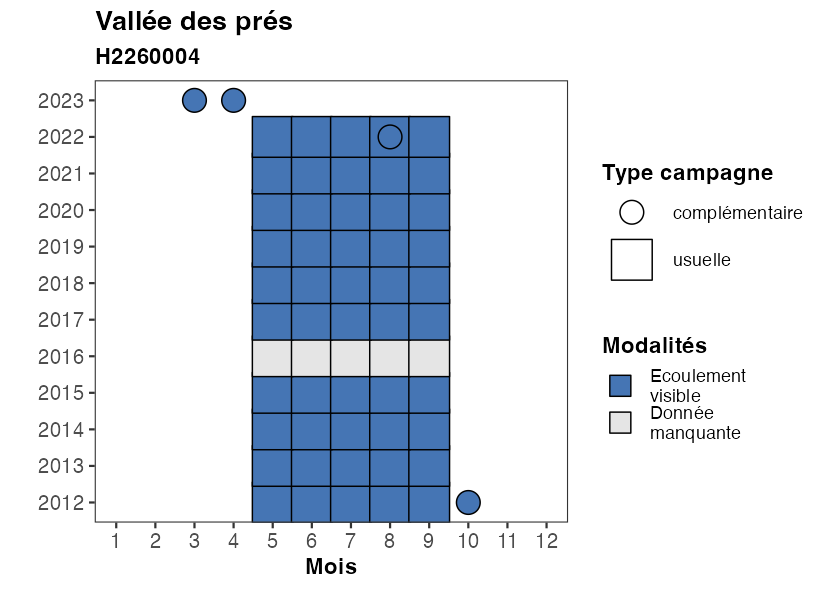 Vallée des prés
H2260004
2023
2022
2021
2020
2019
2018
2017
2016
2015
2014
2013
2012
1 2 3 4 5 6 7 8 9 10 11 12
Mois
Type campagne
complémentaire
usuelle
Modalités
Ecoulement
visible
Donnée
manquante